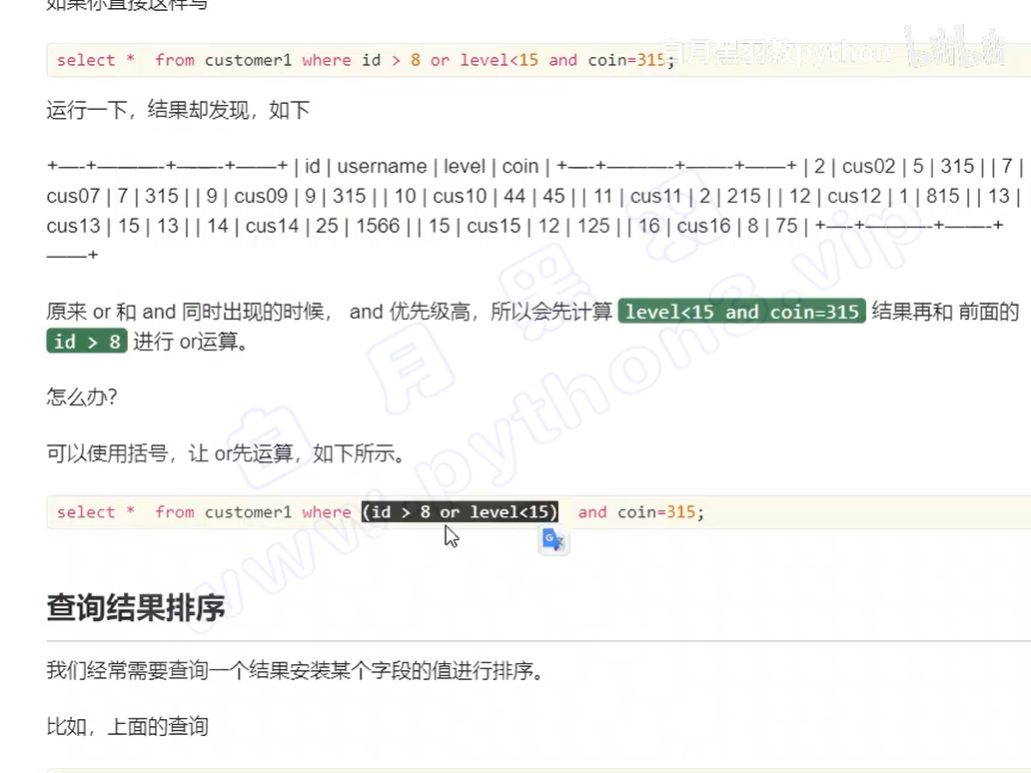 如果你直接这样写
白月黑羽教python bilibili
select *  from customer1 where id > 8 or level<15 and coin=315;
运行一下，结果却发现，如下
+—-+———-+——-+——+ | id | username | level | coin | +—-+———-+——-+——+ | 2 | cus02 | 5 | 315 | | 7 |
cus07 | 7 | 315 | | 9 | cus09 | 9 | 315 | | 10 | cus10 | 44 | 45 | | 11 | cus11 | 2 | 215 | | 12 | cus12 | 1 | 815 | | 13 |
cus13 | 15 | 13 | | 14 | cus14 | 25 | 1566 | | 15 | cus15 | 12 | 125 | | 16 | cus16 | 8 | 75 | +—-+———-+——-+
——+
原来 or 和 and 同时出现的时候， and 优先级高，所以会先计算 level<15 and coin=315 结果再和 前面的
id > 8 进行 or运算。
怎么办？
可以使用括号，让 or先运算，如下所示。
select *  from customer1 where (id > 8 or level<15)  and coin=315;
查询结果排序
我们经常需要查询一个结果安装某个字段的值进行排序。
比如，上面的查询
白月黑羽
www.python3.vip